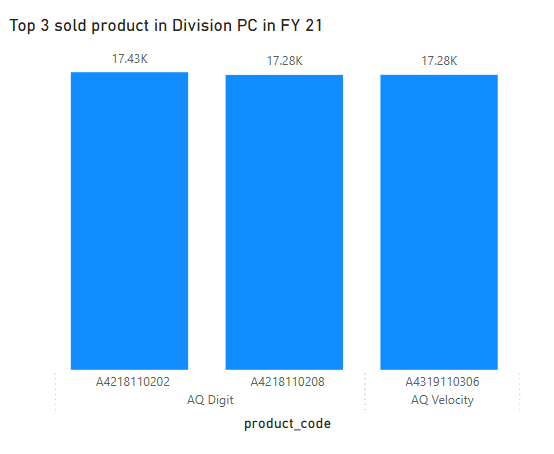 Top 3 sold product in Division PC in FY 21
17.43K
17.28K
17.28K
A4218110202
A4218110208
A4319110306
AQ Digit
AQ Velocity
product_code